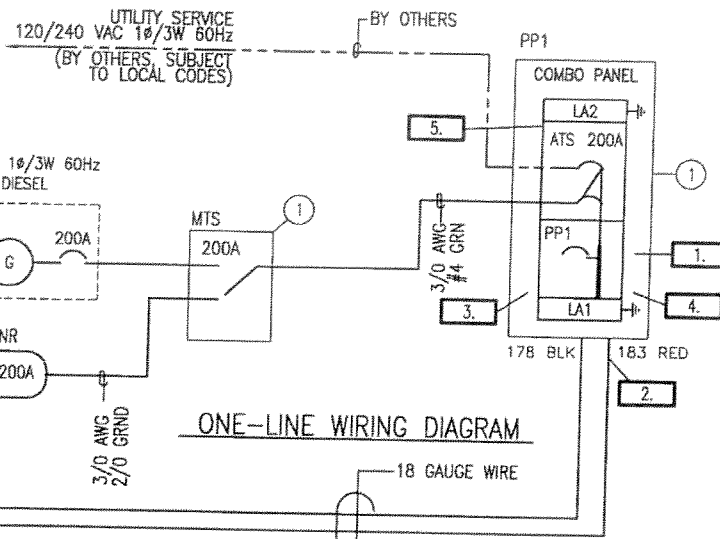 UTILITY SERVICE
120/240 VAC 1ø/3W 60Hz
(BY OTHERS, SUBJECT
TO LOCAL CODES)
BY OTHERS
PP1
COMBO PANEL
LA2
5.
ATS 200A
1ø/3W 60Hz
DIESEL
1
MTS
1
200A
200A
G
3/0 AWG
#4 GRN
PP1
1.
3.
LA1
4.
NR
200A
178 BLK
183 RED
2.
3/0 AWG
2/0 GRND
ONE-LINE WIRING DIAGRAM
18 GAUGE WIRE